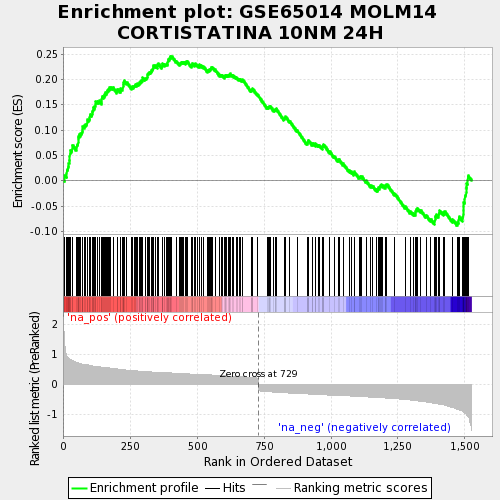 Enrichment plot: GSE65014 MOLM14
CORTISTATINA 10NM 24H
Enrichment score (ES)
0.25
0.20
0.15
0.10
0.05
0.00
-0.05
-0.10
'na_pos' (positively correlated)
Ranked list metric (PreRanked)
2
1
0
-1
Zero cross at 729
'na_neg' (negatively correlated)
0 250 500 750 1,000 1,250 1,500
Rank in Ordered Dataset
Enrichment profile Hits Ranking metric scores